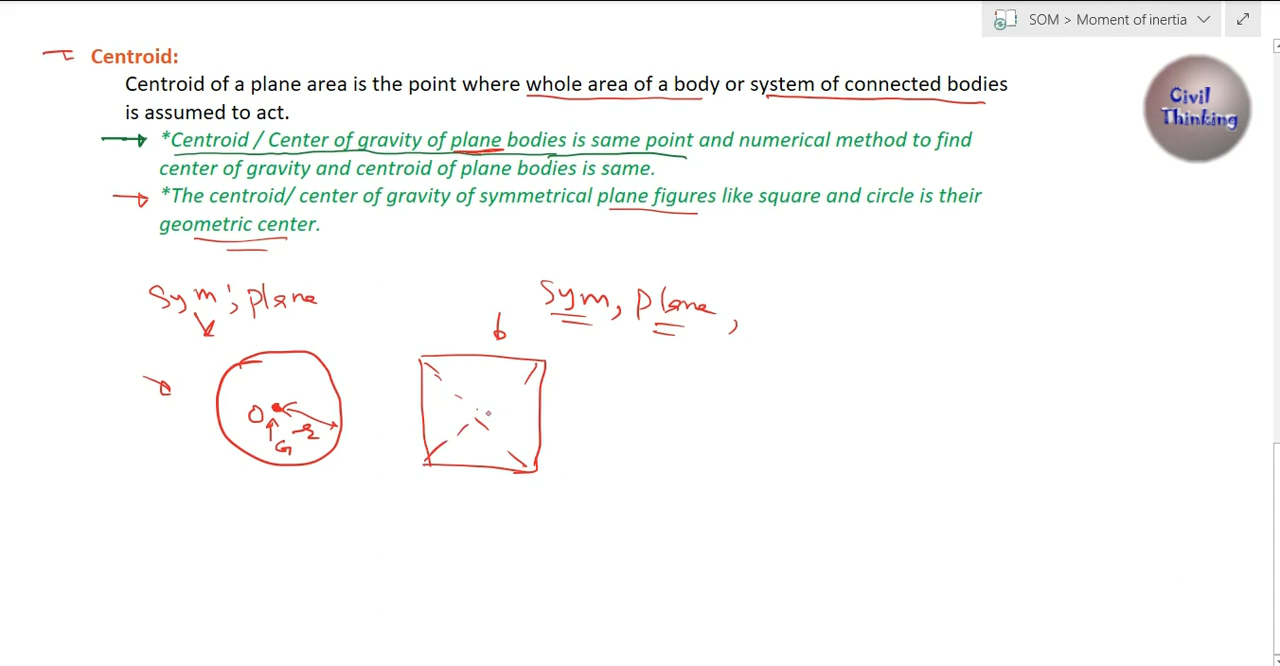 SOM > Moment of inertia
Centroid:
Centroid of a plane area is the point where whole area of a body or system of connected bodies
is assumed to act.
*Centroid / Center of gravity of plane bodies is same point and numerical method to find
center of gravity and centroid of plane bodies is same.
*The centroid/ center of gravity of symmetrical plane figures like square and circle is their
geometric center.
Civil
Thinking
Sym; plane
Sym, plane,
b
O
G